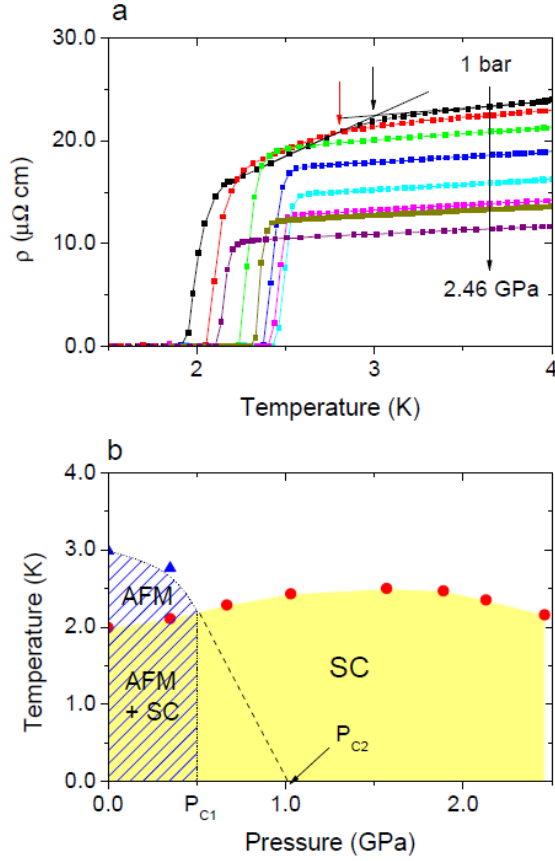 a
30.0
20.0
10.0
0.0
ρ (μΩ cm)
1 bar
2.46 GPa
2
3
4
Temperature (K)
b
4.0
3.0
2.0
1.0
0.0
Temperature (K)
AFM
AFM
+ SC
SC
PC2
0.0
PC1
1.0
2.0
Pressure (GPa)